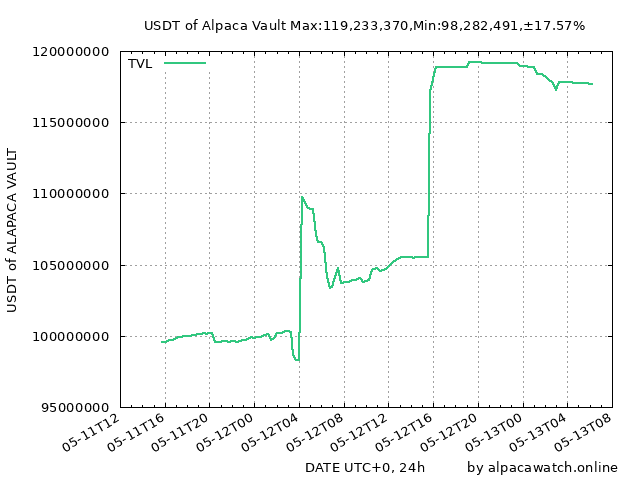 USDT of Alpaca Vault Max:119,233,370,Min:98,282,491,±17.57%
TVL
120000000
115000000
110000000
105000000
100000000
95000000
USDT of ALAPACA VAULT
05-11T12
05-11T16
05-11T20
05-12T00
05-12T04
05-12T08
05-12T12
05-12T16
05-12T20
05-13T00
05-13T04
05-13T08
DATE UTC+0, 24h
by alpacawatch.online